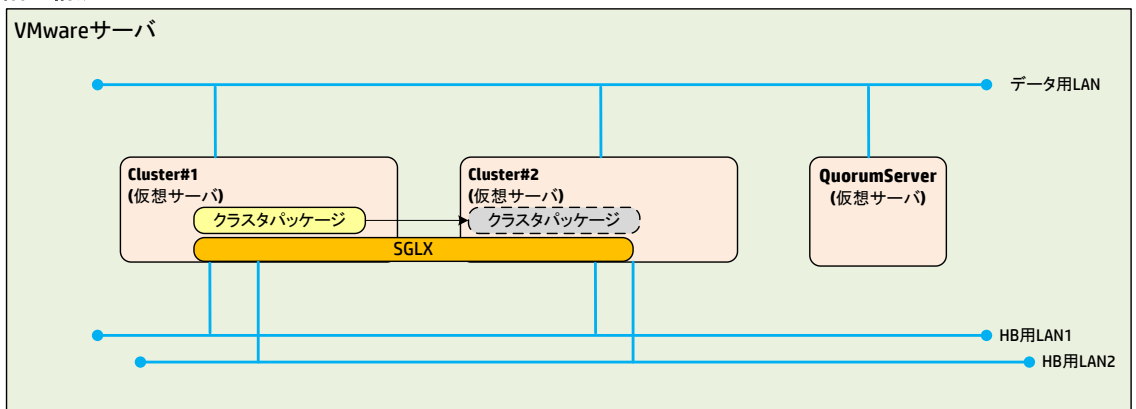 VMwareサーバ
データ用LAN
Cluster#1
(仮想サーバ)
クラスタパッケージ
Cluster#2
(仮想サーバ)
クラスタパッケージ
QuorumServer
(仮想サーバ)
SGLX
HB用LAN1
HB用LAN2